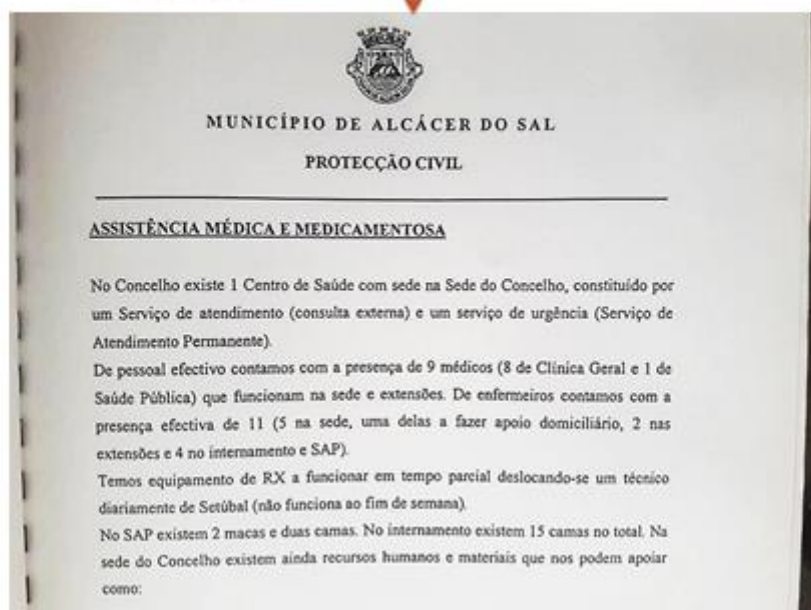 MUNICÍPIO DE ALCÁCER DO SAL
PROTECÇÃO CIVIL
ASSISTÊNCIA MÉDICA E MEDICAMENTOSA
No Concelho existe 1 Centro de Saúde com sede na Sede do Concelho, constituído por
um Serviço de atendimento (consulta externa) e um serviço de urgência (Serviço de
Atendimento Permanente).
De pessoal efectivo contamos com a presença de 9 médicos (8 de Clínica Geral e 1 de
Saúde Pública) que funcionam na sede e extensões. De enfermeiros contamos com a
presença efectiva de 11 (5 na sede, uma delas a fazer apoio domiciliário, 2 nas
extensões e 4 no internamento e SAP).
Temos equipamento de RX a funcionar em tempo parcial deslocando-se um técnico
diariamente de Setúbal (não funciona ao fim de semana).
No SAP existem 2 macas e duas camas. No internamento existem 15 camas no total. Na
sede do Concelho existem ainda recursos humanos e materiais que nos podem apoiar
como: